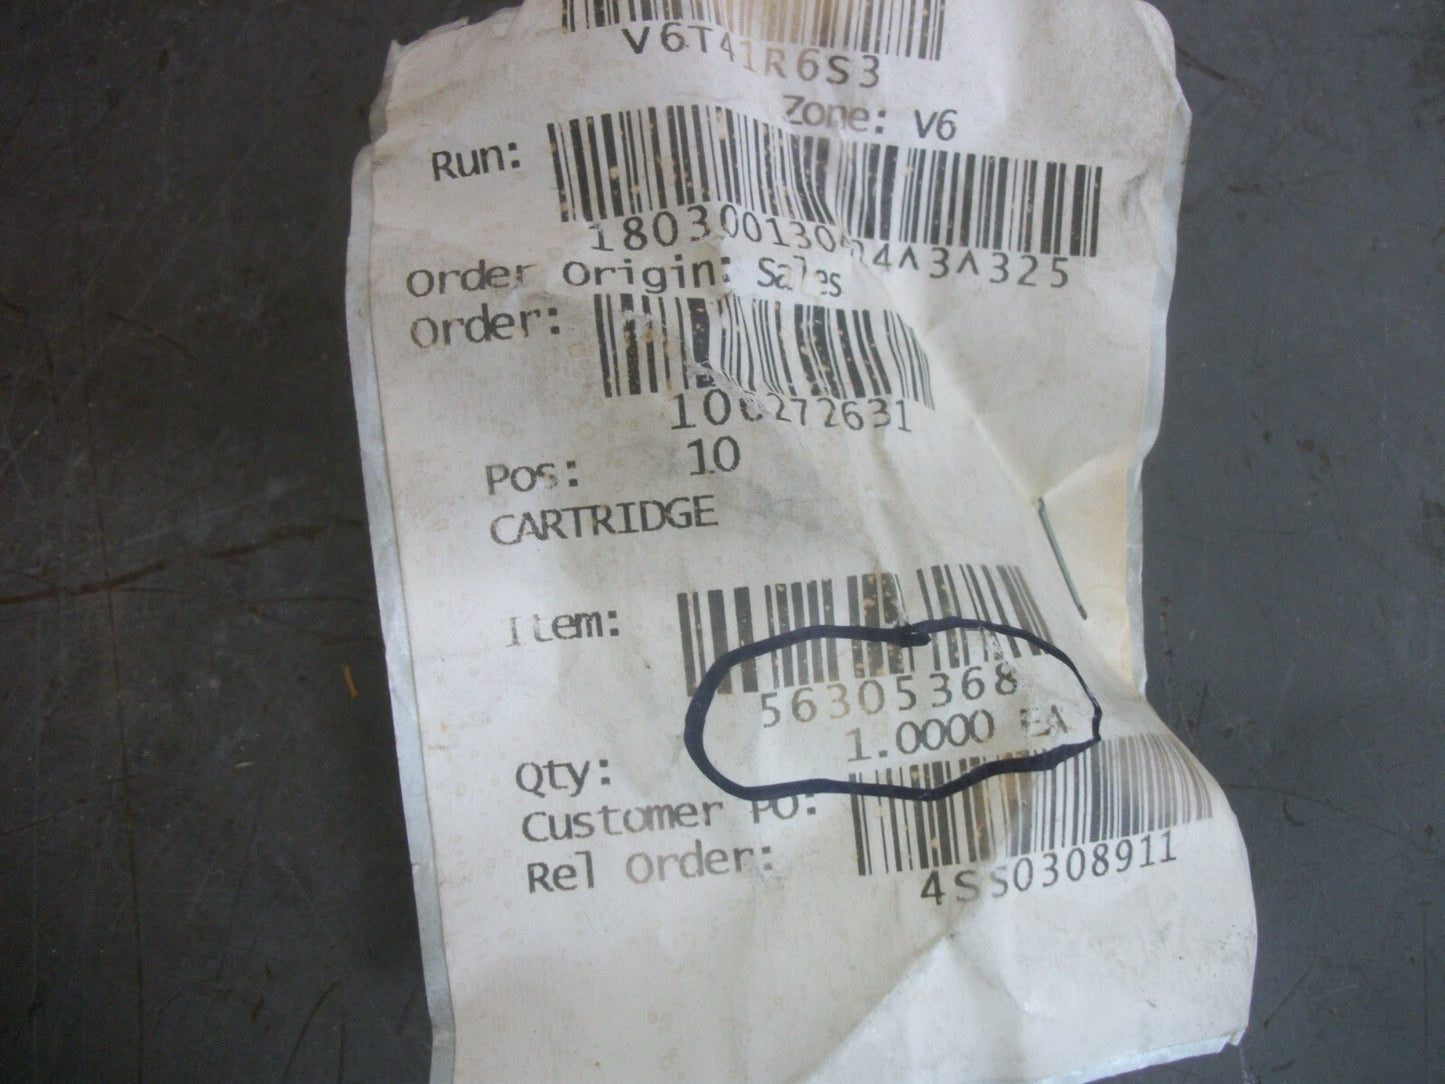 V6T41R6S3
Zone: V6
Run:
Order Origin: Sales
Order:
100272631
Pos: 10
CARTRIDGE
Item:
56305368
Qty: 1.0000 EA
Customer PO:
Rel Order:
4SS0308911